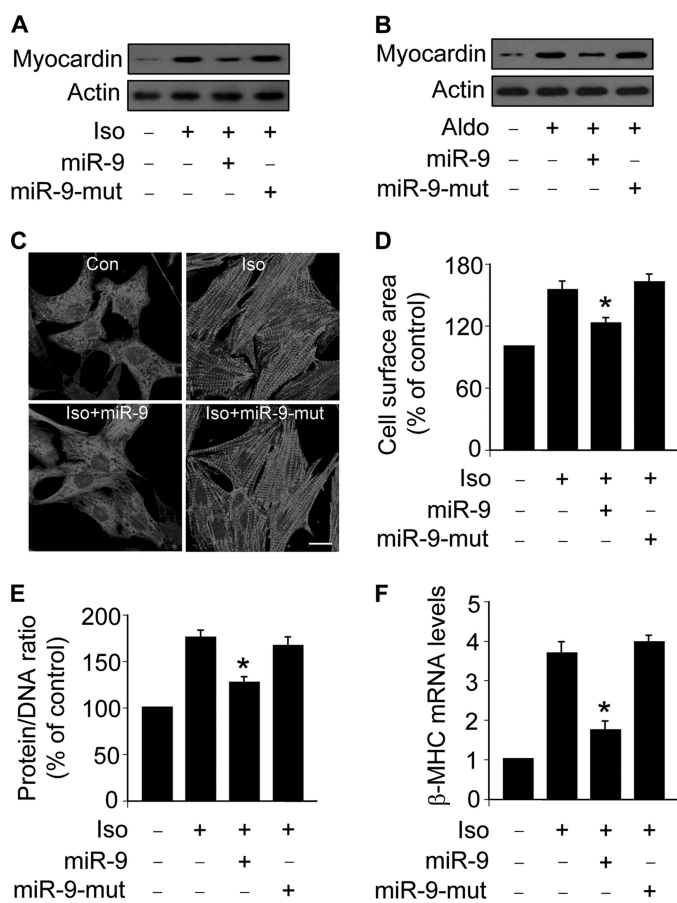 A
Myocardin
Actin
Iso – + + +
miR-9 – – + –
miR-9-mut – – – +
B
Myocardin
Actin
Aldo – + + +
miR-9 – – + –
miR-9-mut – – – +
C
Con
Iso
Iso+miR-9
Iso+miR-9-mut
D
Cell surface area
(% of control)
180
120
60
0
*
Iso – + + +
miR-9 – – + –
miR-9-mut – – – +
E
Protein/DNA ratio
(% of control)
200
150
100
50
0
*
Iso – + + +
miR-9 – – + –
miR-9-mut – – – +
F
β-MHC mRNA levels
5
4
3
2
1
0
*
Iso – + + +
miR-9 – – + –
miR-9-mut – – – +